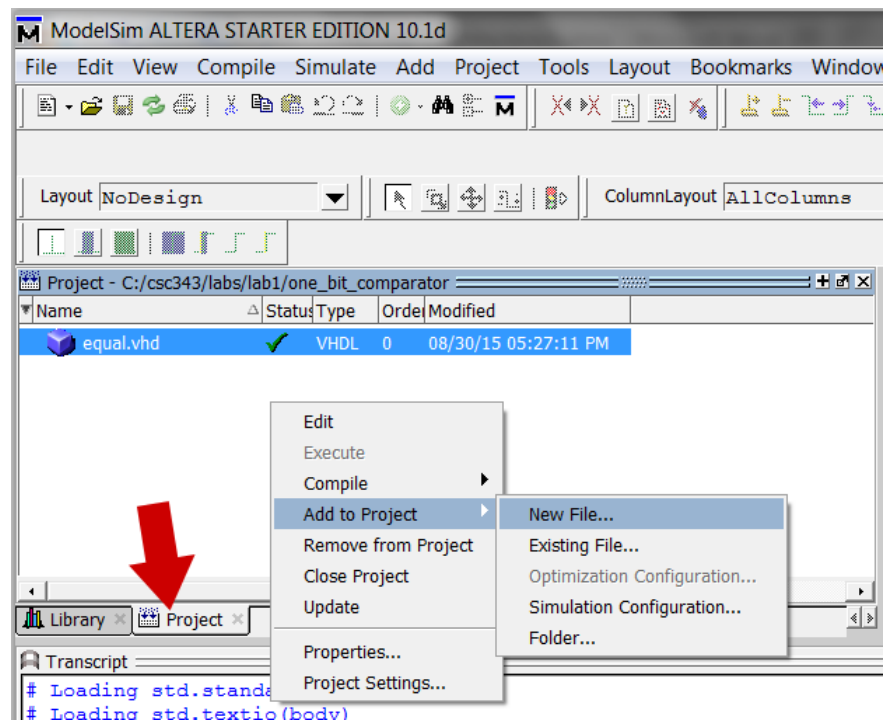 ModelSim ALTERA STARTER EDITION 10.1d
File Edit View Compile Simulate Add Project Tools Layout Bookmarks Window
Layout NoDesign
ColumnLayout AllColumns
Project - C:/csc343/labs/lab1/one_bit_comparator
Name Status Type Order Modified
equal.vhd VHDL 0 08/30/15 05:27:11 PM
Edit
Execute
Compile
Add to Project
Remove from Project
Close Project
Update
Properties...
Project Settings...
New File...
Existing File...
Optimization Configuration...
Simulation Configuration...
Folder...
Library Project
Transcript
# Loading std.standa
# Loading std.textio(body)